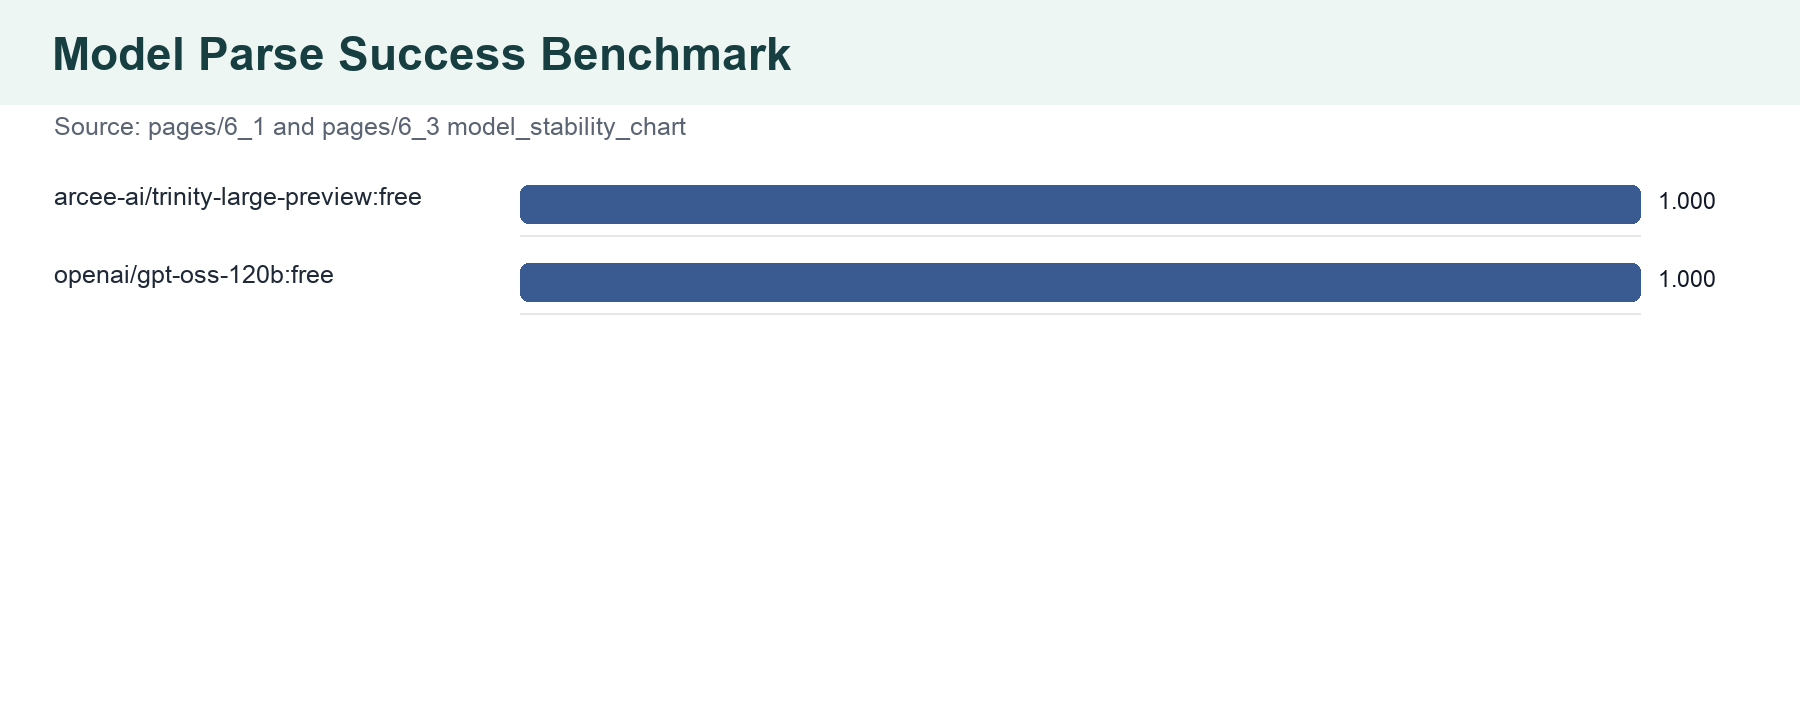 Model Parse Success Benchmark
Source: pages/6_1 and pages/6_3 model_stability_chart
arcee-ai/trinity-large-preview:free 1.000
openai/gpt-oss-120b:free 1.000